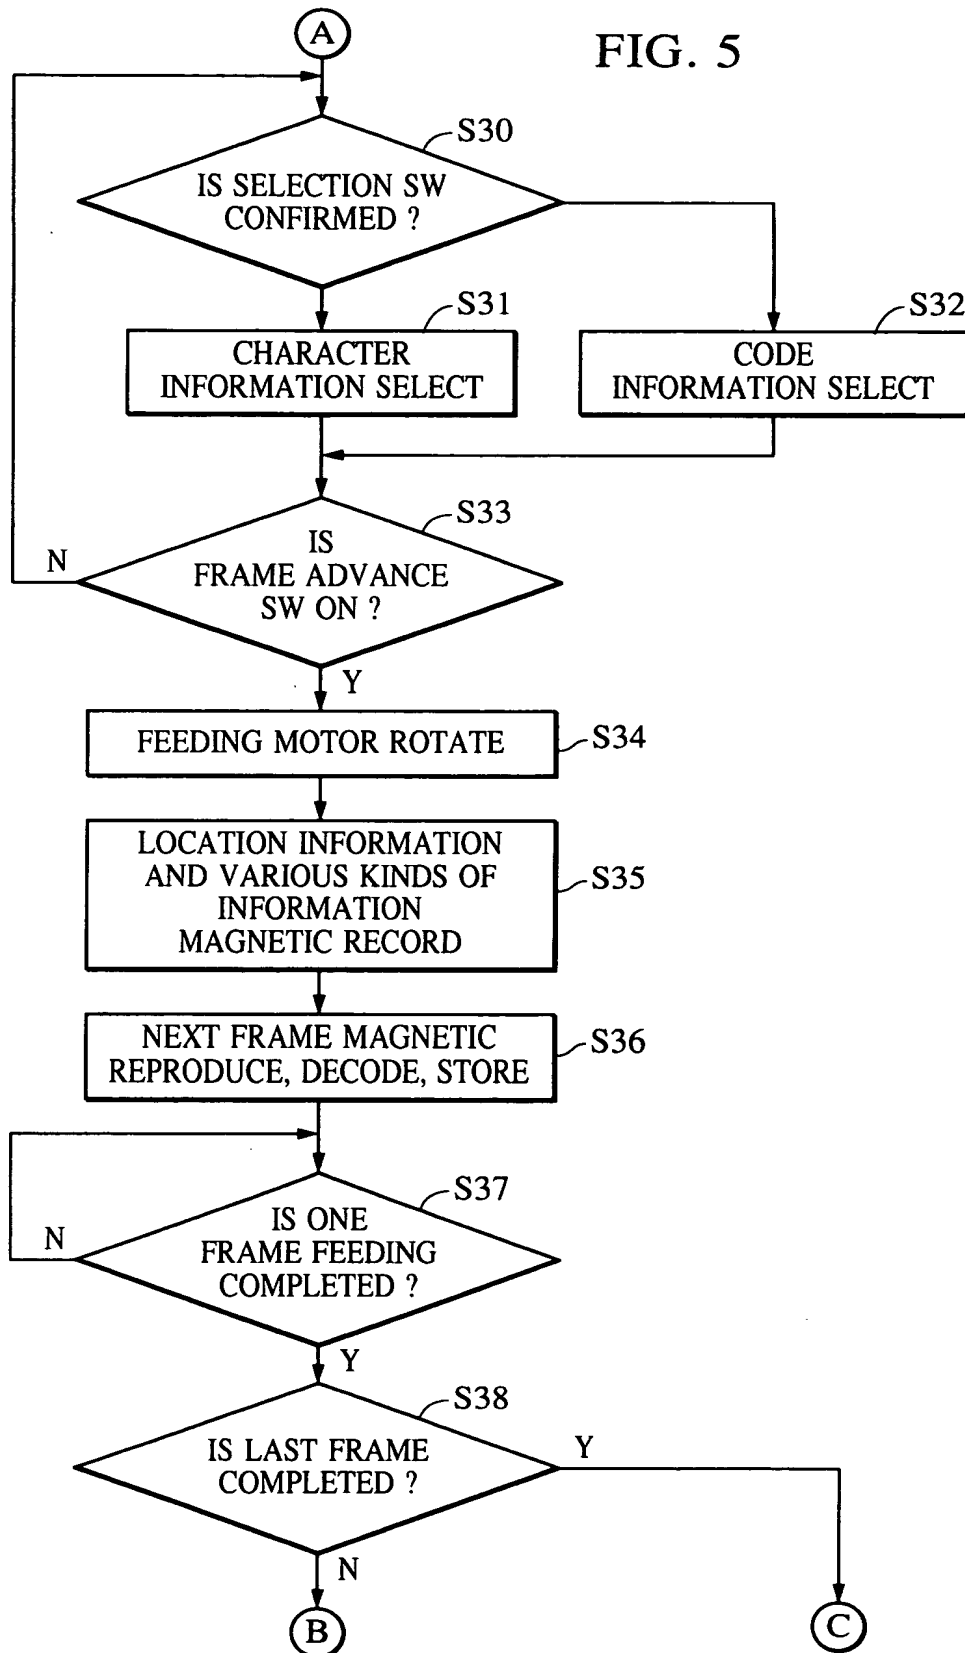 A
FIG. 5
S30
IS SELECTION SW
CONFIRMED ?
S31
CHARACTER
INFORMATION SELECT
S32
CODE
INFORMATION SELECT
S33
IS
FRAME ADVANCE
SW ON ?
N
Y
FEEDING MOTOR ROTATE
S34
LOCATION INFORMATION
AND VARIOUS KINDS OF
INFORMATION
MAGNETIC RECORD
S35
NEXT FRAME MAGNETIC
REPRODUCE, DECODE, STORE
S36
S37
IS ONE
FRAME FEEDING
COMPLETED ?
N
Y
S38
IS LAST FRAME
COMPLETED ?
Y
N
B
C